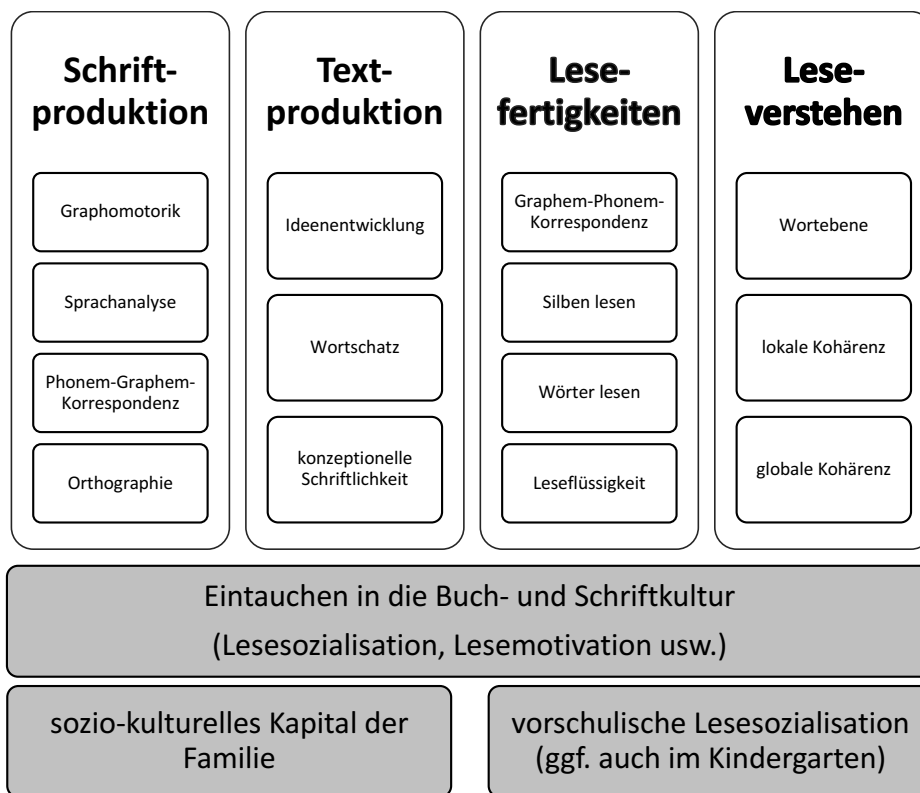 Schrift-
produktion
Graphomotorik
Sprachanalyse
Phonem-Graphem-
Korrespondenz
Orthographie
Text-
produktion
Ideenentwicklung
Wortschatz
konzeptionelle
Schriftlichkeit
Lese-
fertigkeiten
Graphem-Phonem-
Korrespondenz
Silben lesen
Wörter lesen
Leseflüssigkeit
Lese-
verstehen
Wortebene
lokale Kohärenz
globale Kohärenz
Eintauchen in die Buch- und Schriftkultur
(Lesesozialisation, Lesemotivation usw.)
sozio-kulturelles Kapital der
Familie
vorschulische Lesesozialisation
(ggf. auch im Kindergarten)